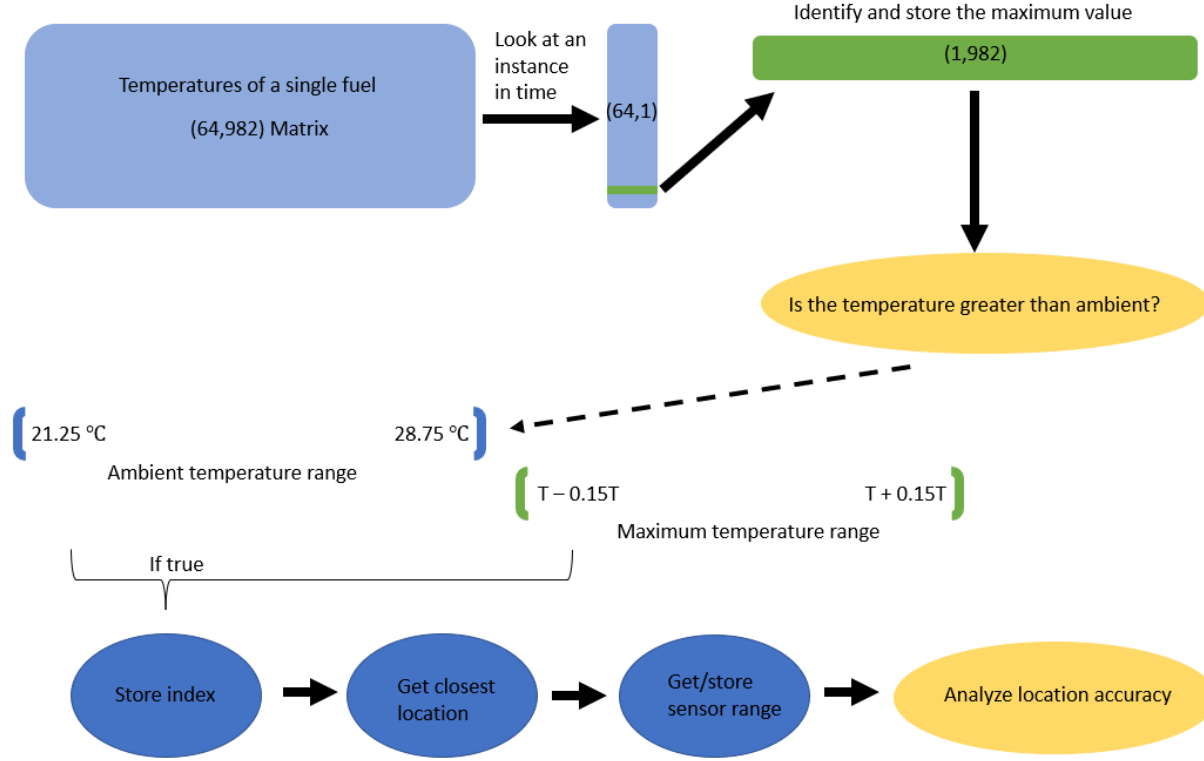 Identify and store the maximum value
Look at an
instance
in time
(1,982)
Temperatures of a single fuel
(64,982) Matrix
(64,1)
Is the temperature greater than ambient?
21.25 °C
28.75 °C
Ambient temperature range
T – 0.15T
T + 0.15T
Maximum temperature range
If true
Store index
Get closest
location
Get/store
sensor range
Analyze location accuracy